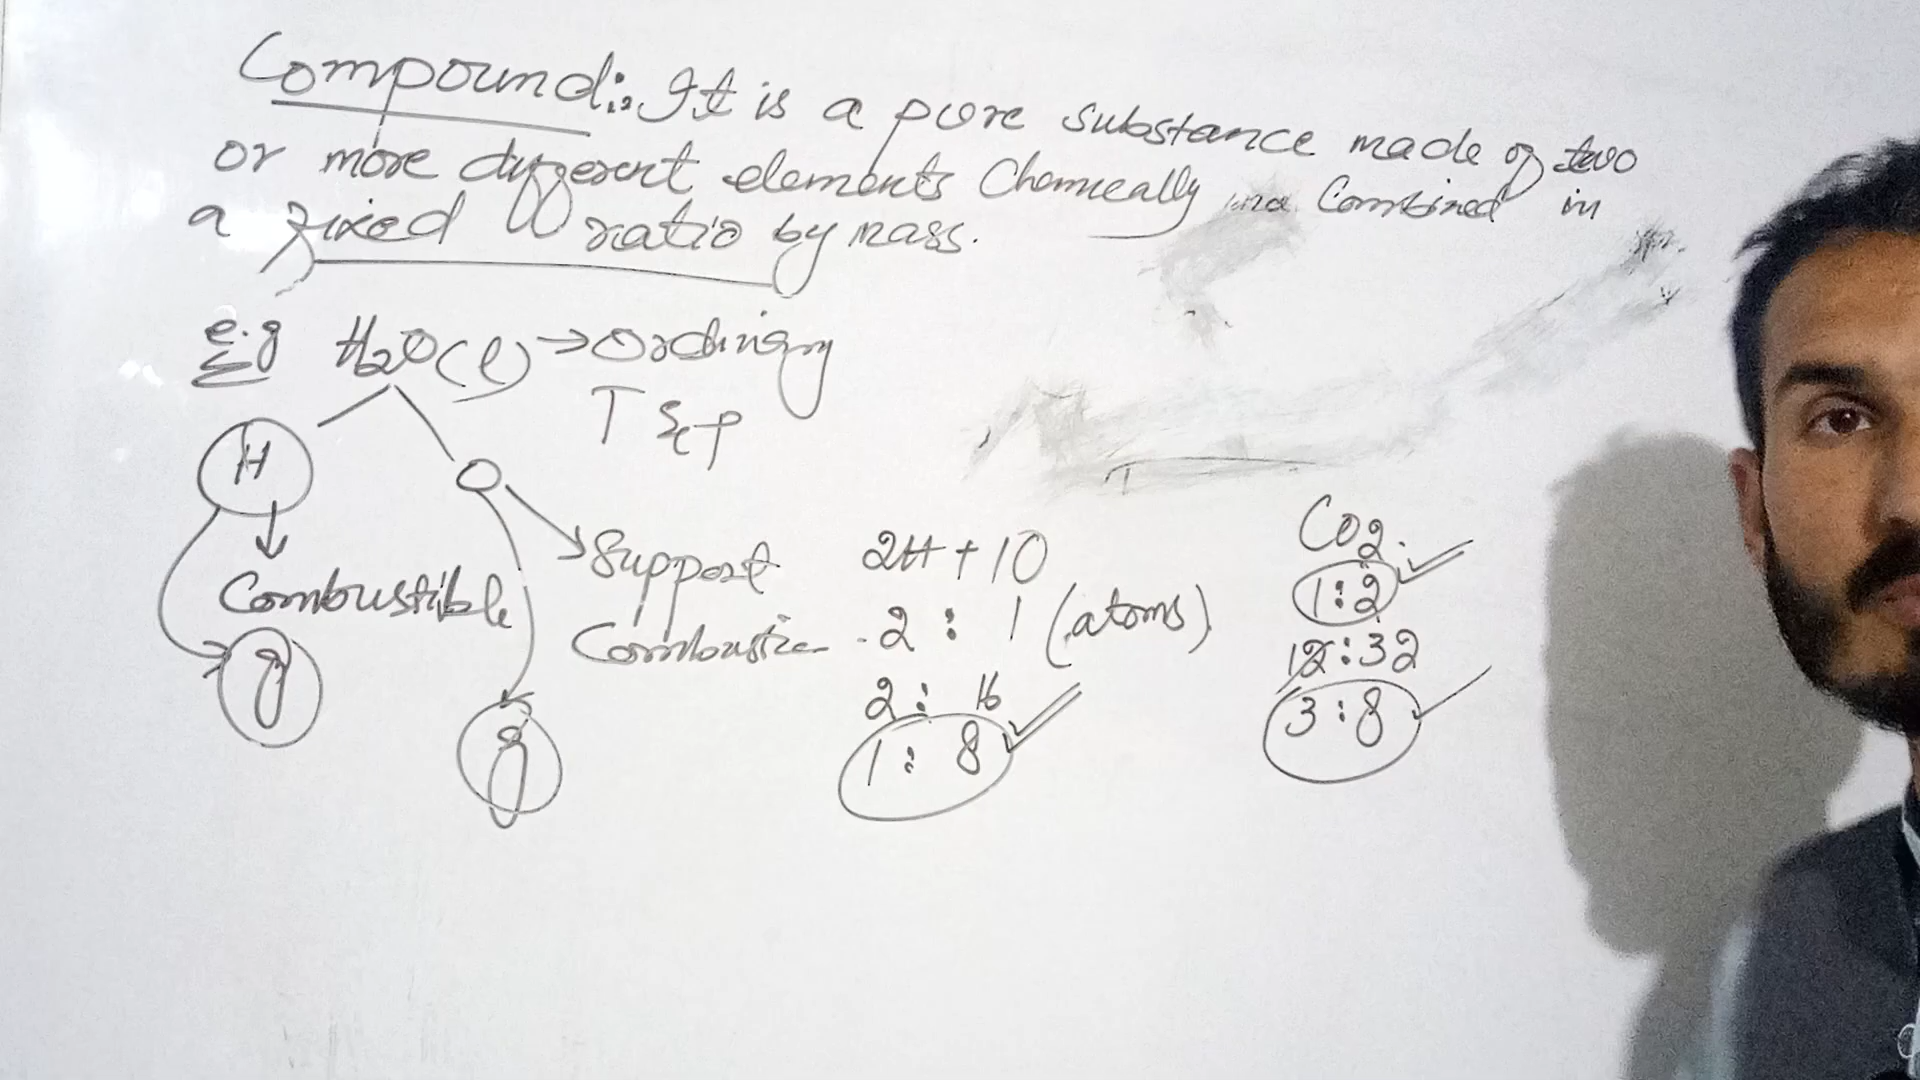 Compound:. It is a pure substance made of two
or more different elements Chemically Combined in
a fixed ratio by mass.
e.g H₂O(l) → Ordinary
T & p
H O
Combustible
Support
Combustion
g
g
2H + 1O
2 : 1 (atoms)
2 : 16
1 : 8
CO₂.
1:2
12:32
3:8